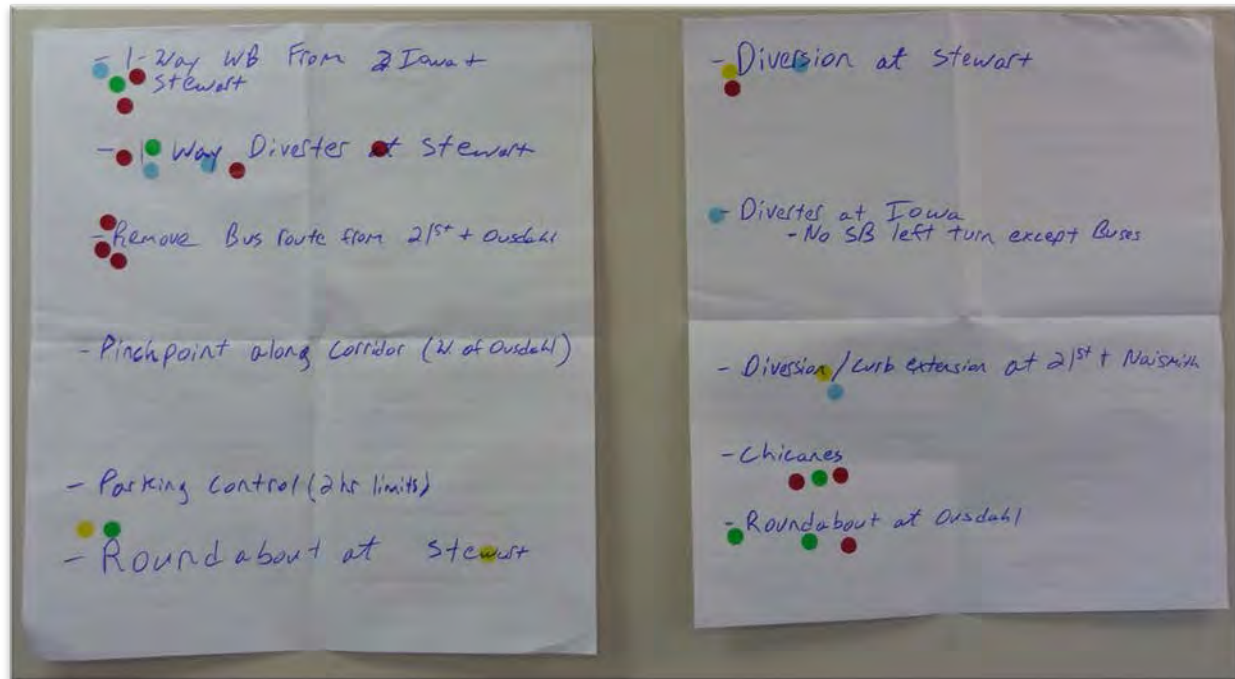 - 1-Way WB From Iowa +
Stewart
- 1 Way Diverter at Stewart
- Remove Bus route from 21st + Ousdahl
- Pinchpoint along Corridor (W. of Ousdahl)
- Parking Control (2 hr limits)
- Roundabout at Stewart
- Diversion at Stewart
- Diverter at Iowa
- No SB left turn except Buses
- Diversion/curb extension at 21st + Naismith
- Chicanes
- Roundabout at Ousdahl